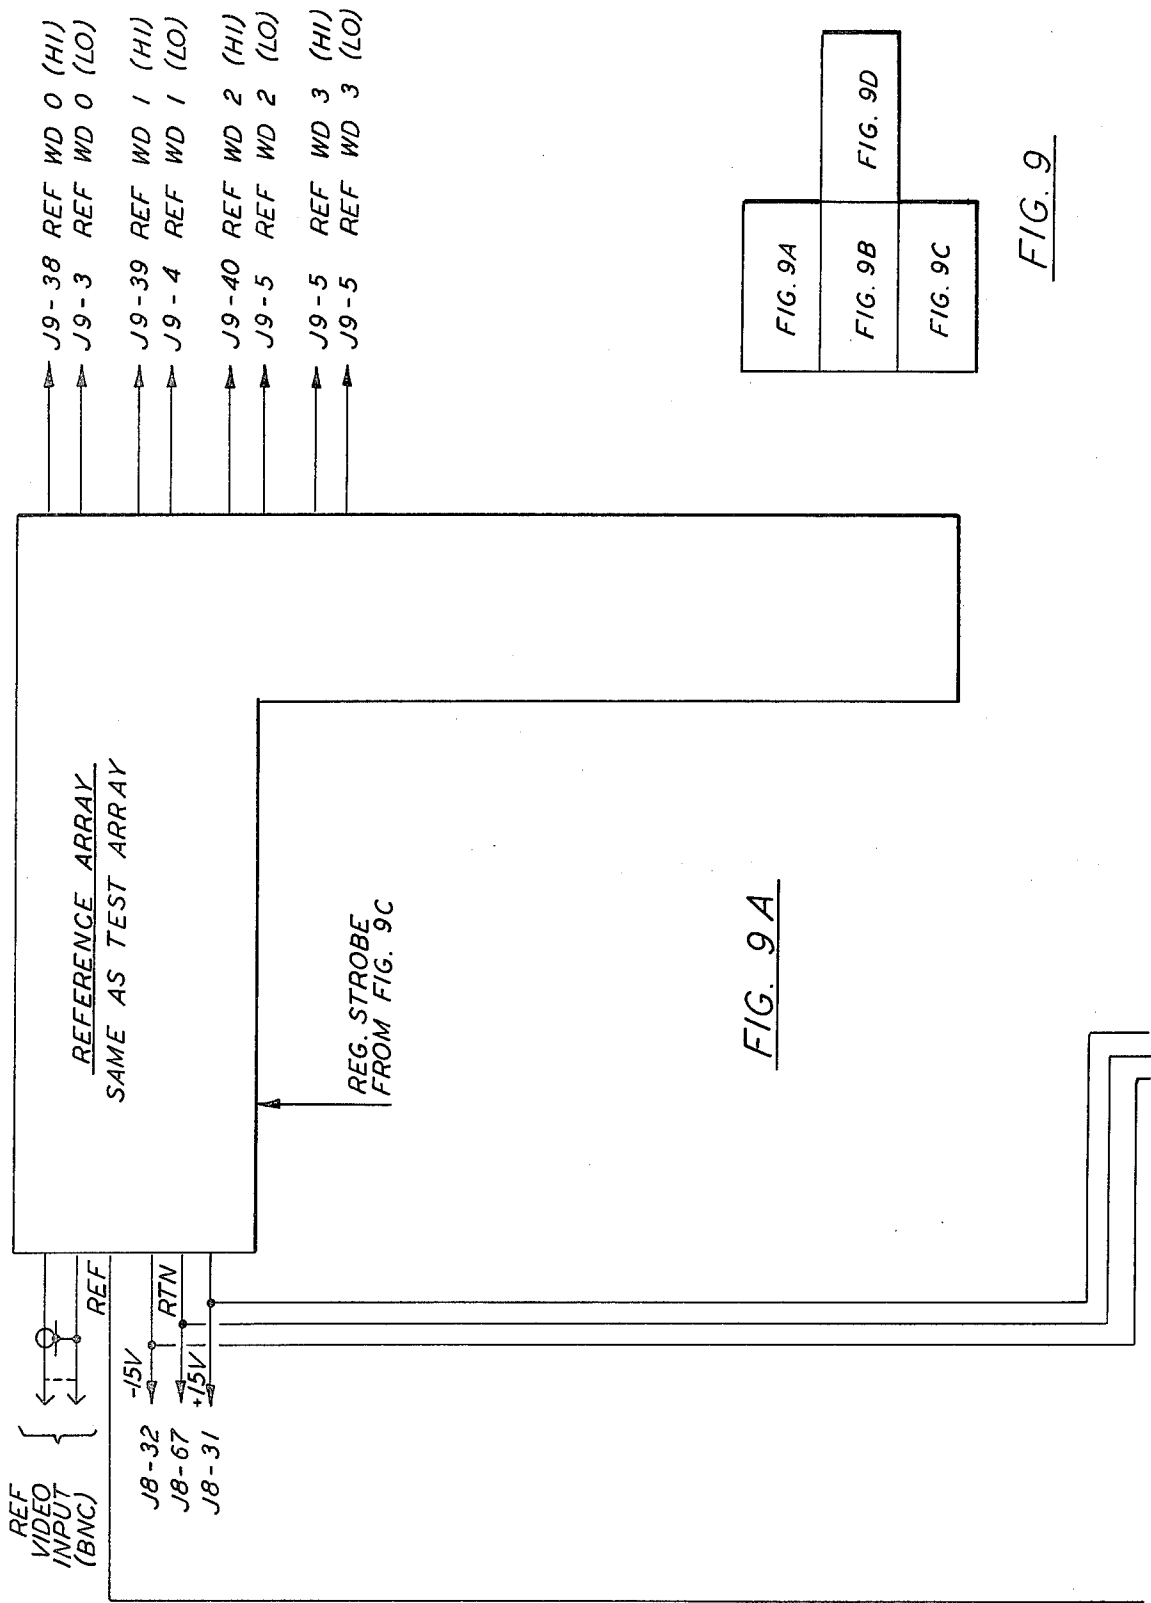 REF
VIDEO
INPUT
(BNC)
REF
-15V
RTN
+15V
J8-32
J8-67
J8-31
REFERENCE ARRAY
SAME AS TEST ARRAY
REG. STROBE
FROM FIG. 9C
J9-38 REF WD 0 (HI)
J9-3 REF WD 0 (LO)
J9-39 REF WD 1 (HI)
J9-4 REF WD 1 (LO)
J9-40 REF WD 2 (HI)
J9-5 REF WD 2 (LO)
J9-5 REF WD 3 (HI)
J9-5 REF WD 3 (LO)
FIG. 9A
FIG. 9A
FIG. 9B
FIG. 9C
FIG. 9D
FIG. 9